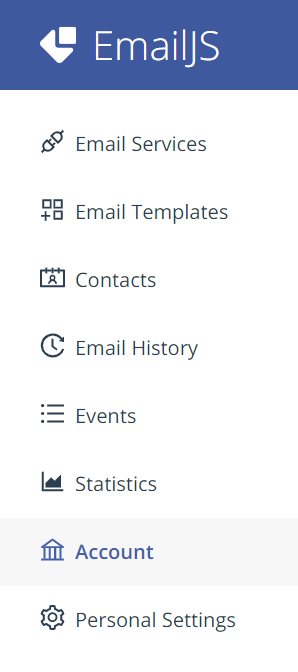 EmailJS
Email Services
Email Templates
Contacts
Email History
Events
Statistics
Account
Personal Settings